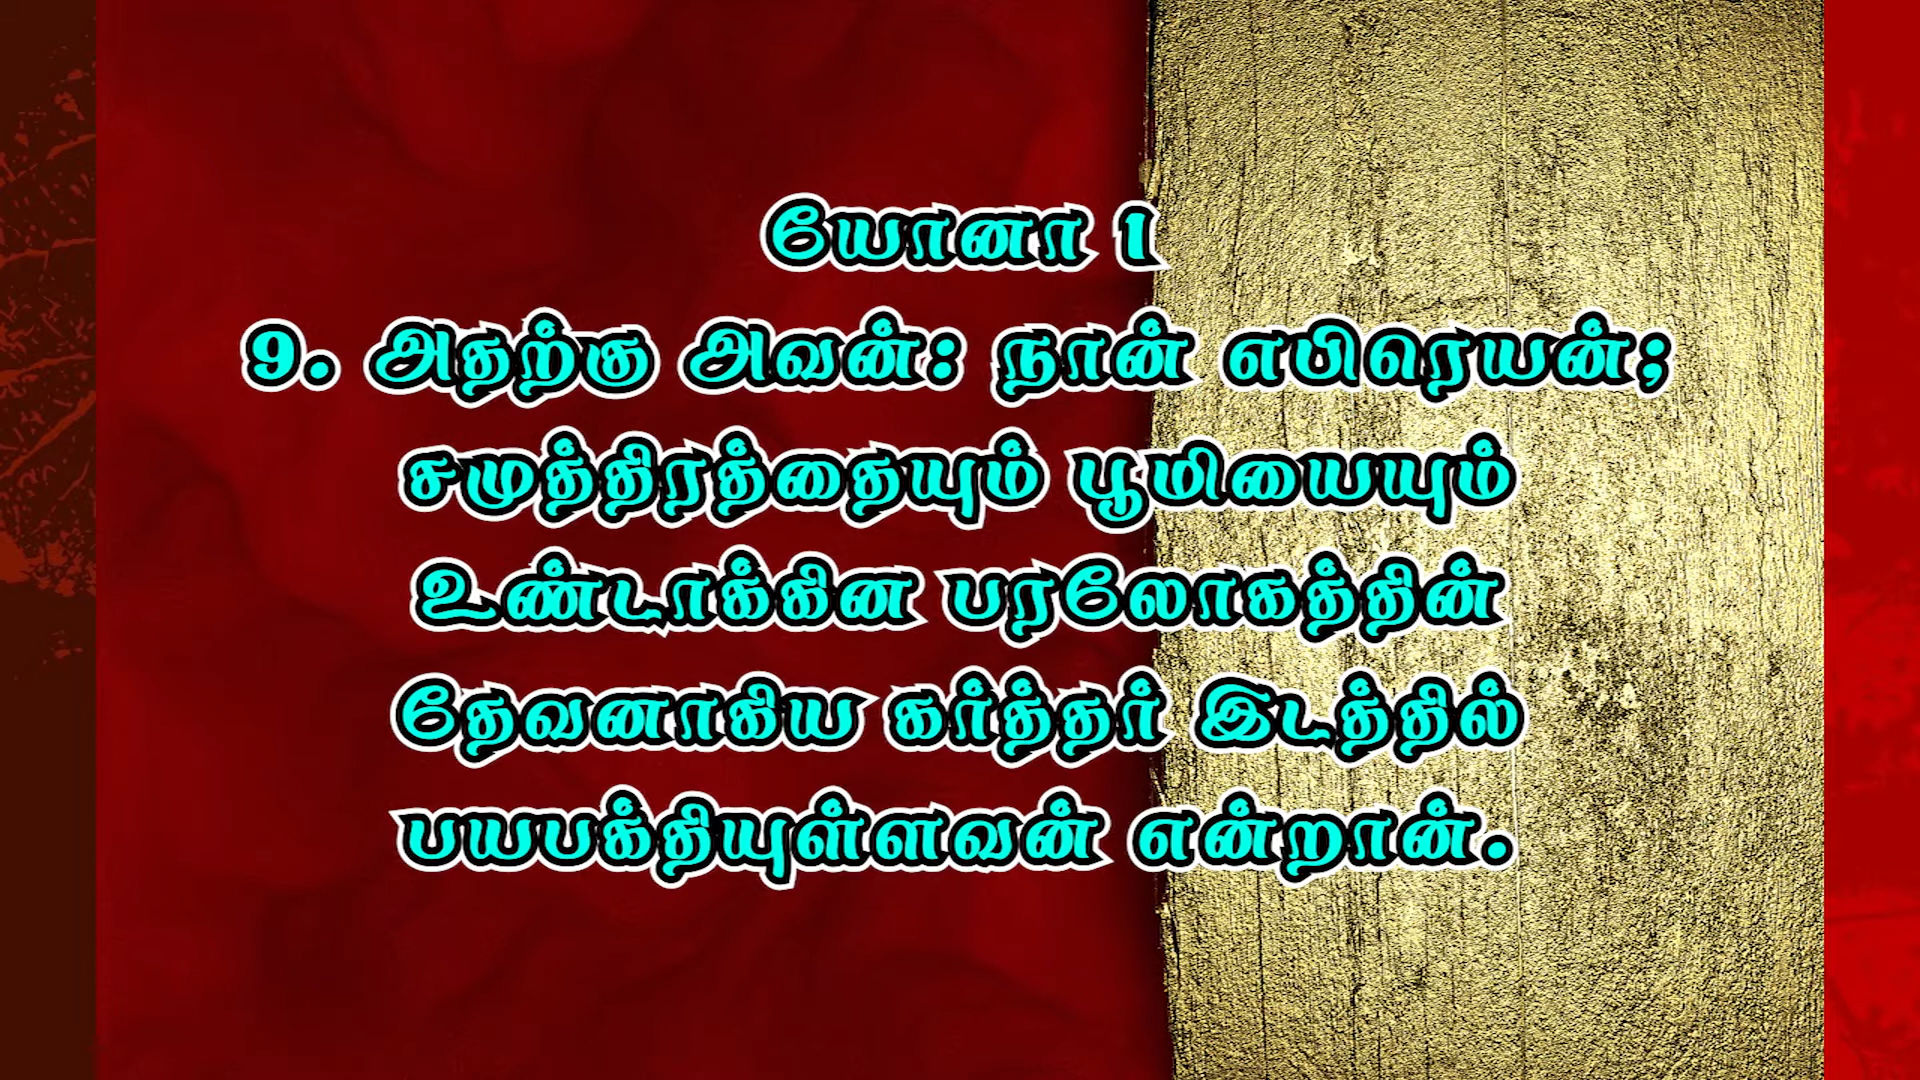 யோனா 1
9. அதற்கு அவன்: நான் எபிரெயன்;
சமுத்திரத்தையும் பூமியையும்
உண்டாக்கின பரலோகத்தின்
தேவனாகிய கர்த்தர் இடத்தில்
பயபக்தியுள்ளவன் என்றான்.